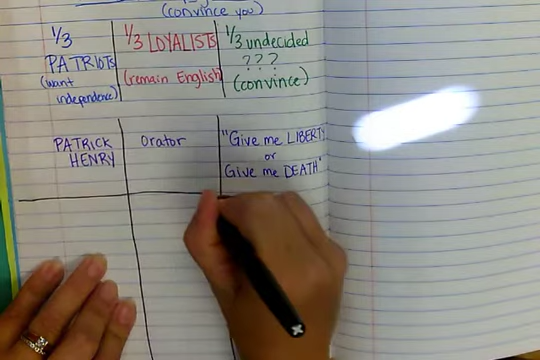 (convince you)
1/3
PATRIOTS
(want
independence)
1/3 LOYALISTS
(remain English)
1/3 undecided
???
(convince)
PATRICK
HENRY
Orator
"Give me LIBERTY
or
Give me DEATH"